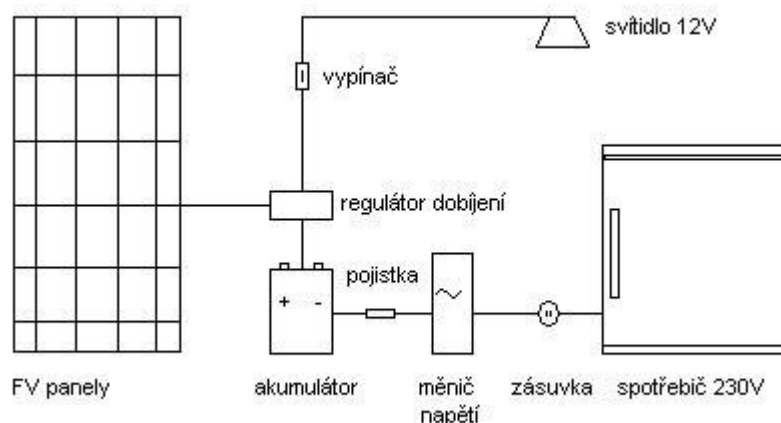 svítidlo 12V
vypínač
regulátor dobíjení
pojistka
+ -
FV panely
akumulátor
měnič
napětí
zásuvka
spotřebič 230V